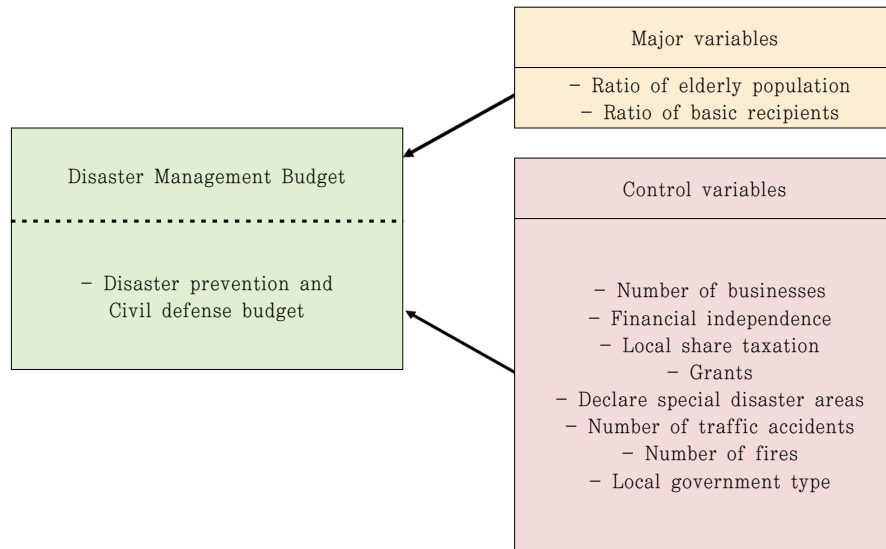 Major variables
− Ratio of elderly population
− Ratio of basic recipients
Disaster Management Budget
− Disaster prevention and
Civil defense budget
Control variables
− Number of businesses
− Financial independence
− Local share taxation
− Grants
− Declare special disaster areas
− Number of traffic accidents
− Number of fires
− Local government type